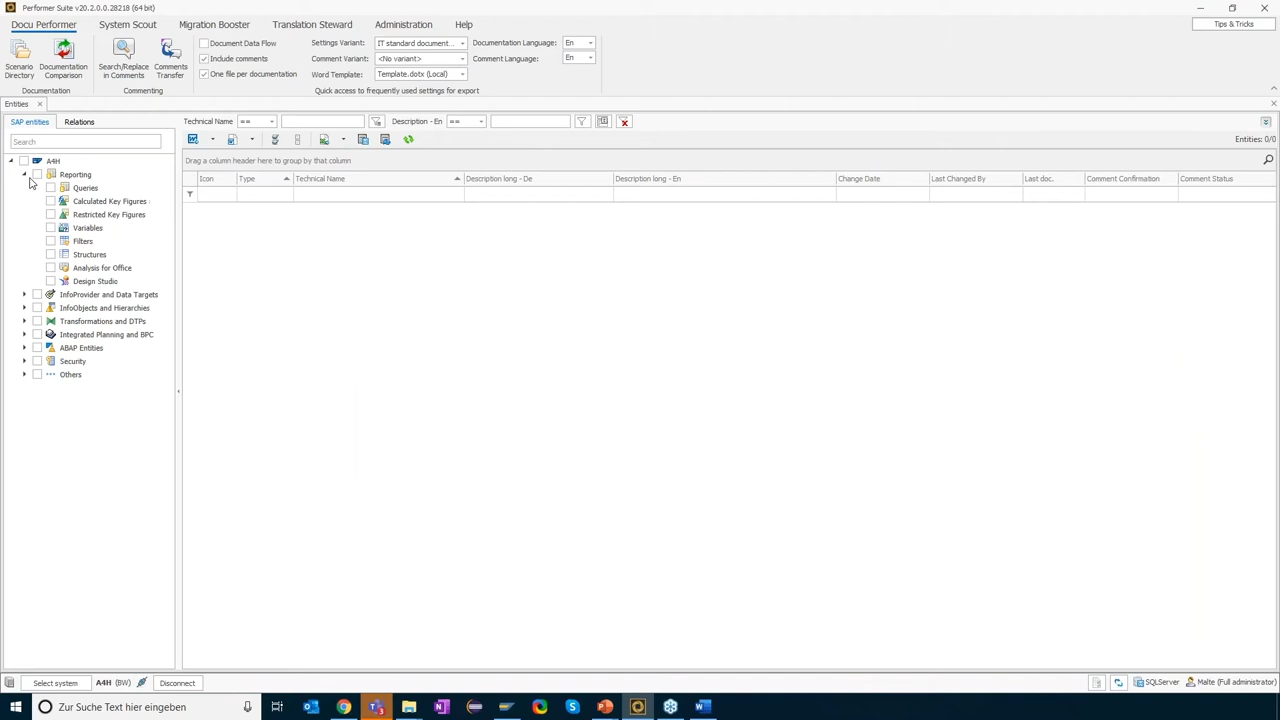 Performer Suite v20.2.0.0.28218 (64 bit)
Docu Performer System Scout Migration Booster Translation Steward Administration Help
Tips & Tricks
Scenario Directory
Documentation Comparison
Documentation
Search/Replace in Comments
Comments Transfer
Commenting
Document Data Flow
Include comments
One file per documentation
Settings Variant: IT standard document...
Comment Variant: <No variant>
Word Template: Template.dotx (Local)
Documentation Language: En
Comment Language: En
Quick access to frequently used settings for export
Entities
SAP entities Relations
Search
A4H
Reporting
Queries
Calculated Key Figures
Restricted Key Figures
Variables
Filters
Structures
Analysis for Office
Design Studio
InfoProvider and Data Targets
InfoObjects and Hierarchies
Transformations and DTPs
Integrated Planning and BPC
ABAP Entities
Security
Others
Technical Name == Description - En ==
Entities: 0/0
Drag a column header here to group by that column
Icon Type Technical Name Description long - De Description long - En Change Date Last Changed By Last doc. Comment Confirmation Comment Status
Select system A4H (BW) Disconnect
SQLServer Malte (Full administrator)
Zur Suche Text hier eingeben